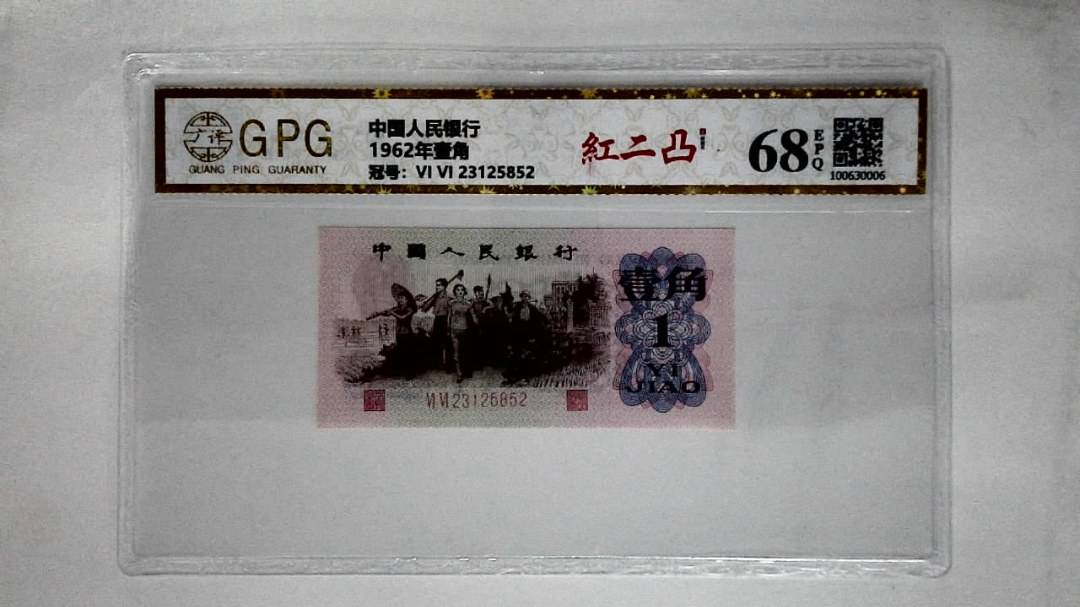 GPG
GUANG PING GUARANTY
中国人民银行
1962年壹角
冠号：VI VI 23125852
紅二凸
68
EPQ
100630006
中國人民銀行
壹角
1
YI
JIAO
VI VI 23125852